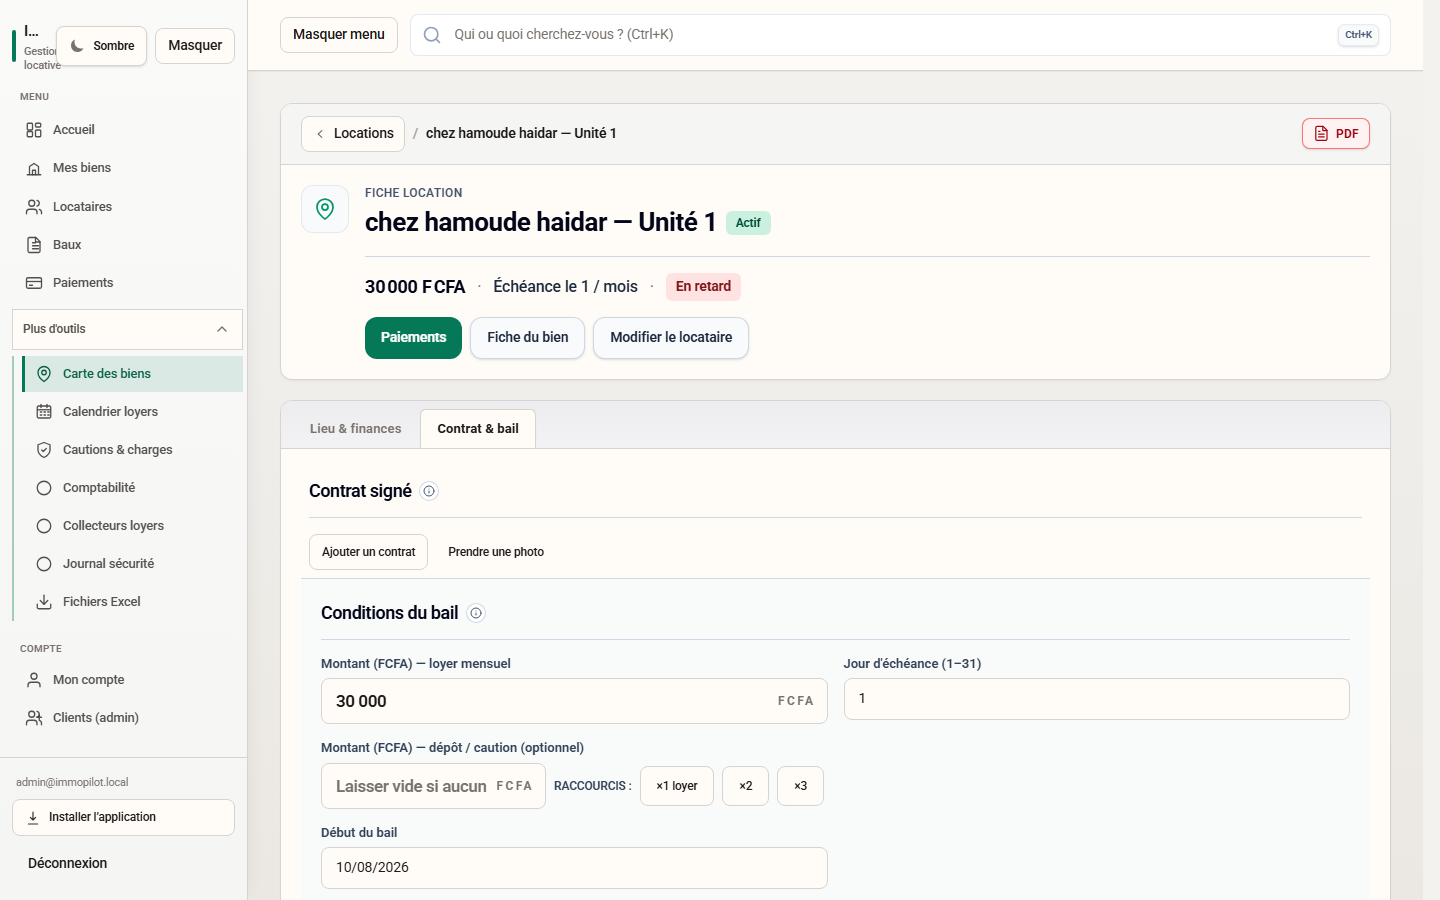 I...
Gestion
locative
Sombre
Masquer
MENU
Accueil
Mes biens
Locataires
Baux
Paiements
Plus d'outils
Carte des biens
Calendrier loyers
Cautions & charges
Comptabilité
Collecteurs loyers
Journal sécurité
Fichiers Excel
COMPTE
Mon compte
Clients (admin)
admin@immopilot.local
Installer l'application
Déconnexion
Masquer menu
Qui ou quoi cherchez-vous ? (Ctrl+K)
Ctrl+K
Locations / chez hamoude haidar — Unité 1
PDF
FICHE LOCATION
chez hamoude haidar — Unité 1 Actif
30 000 F CFA · Échéance le 1 / mois · En retard
Paiements
Fiche du bien
Modifier le locataire
Lieu & finances
Contrat & bail
Contrat signé
Ajouter un contrat
Prendre une photo
Conditions du bail
Montant (FCFA) — loyer mensuel
30 000 FCFA
Jour d'échéance (1–31)
1
Montant (FCFA) — dépôt / caution (optionnel)
Laisser vide si aucun FCFA
RACCOURCIS : ×1 loyer ×2 ×3
Début du bail
10/08/2026